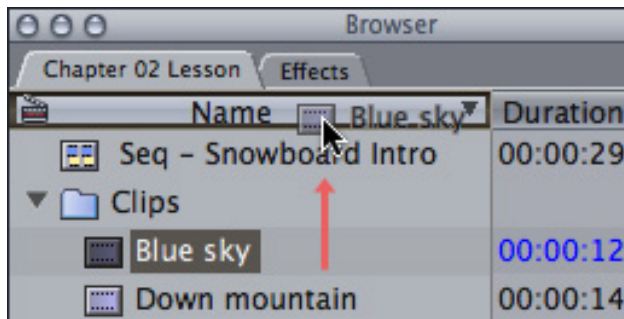 Browser
Chapter 02 Lesson Effects
Name Blue sky Duration
Seq - Snowboard Intro 00:00:29
Clips
Blue sky 00:00:12
Down mountain 00:00:14